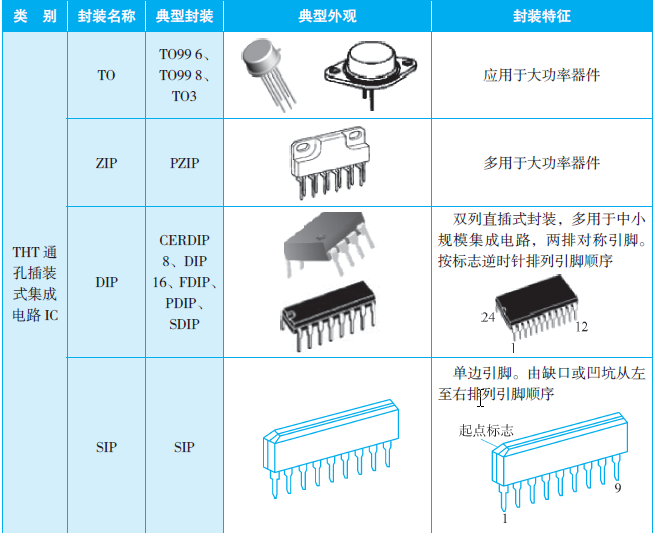 类 别 封装名称 典型封装 典型外观 封装特征
THT 通
孔插装
式集成
电路 IC
TO
TO99 6、
TO99 8、
TO3
应用于大功率器件
ZIP
PZIP
多用于大功率器件
DIP
CERDIP
8、DIP
16、FDIP、
PDIP、
SDIP
双列直插式封装，多用于中小
规模集成电路，两排对称引脚。
按标志逆时针排列引脚顺序
24
12
1
SIP
SIP
单边引脚。由缺口或凹坑从左
至右排列引脚顺序
起点标志
9
1